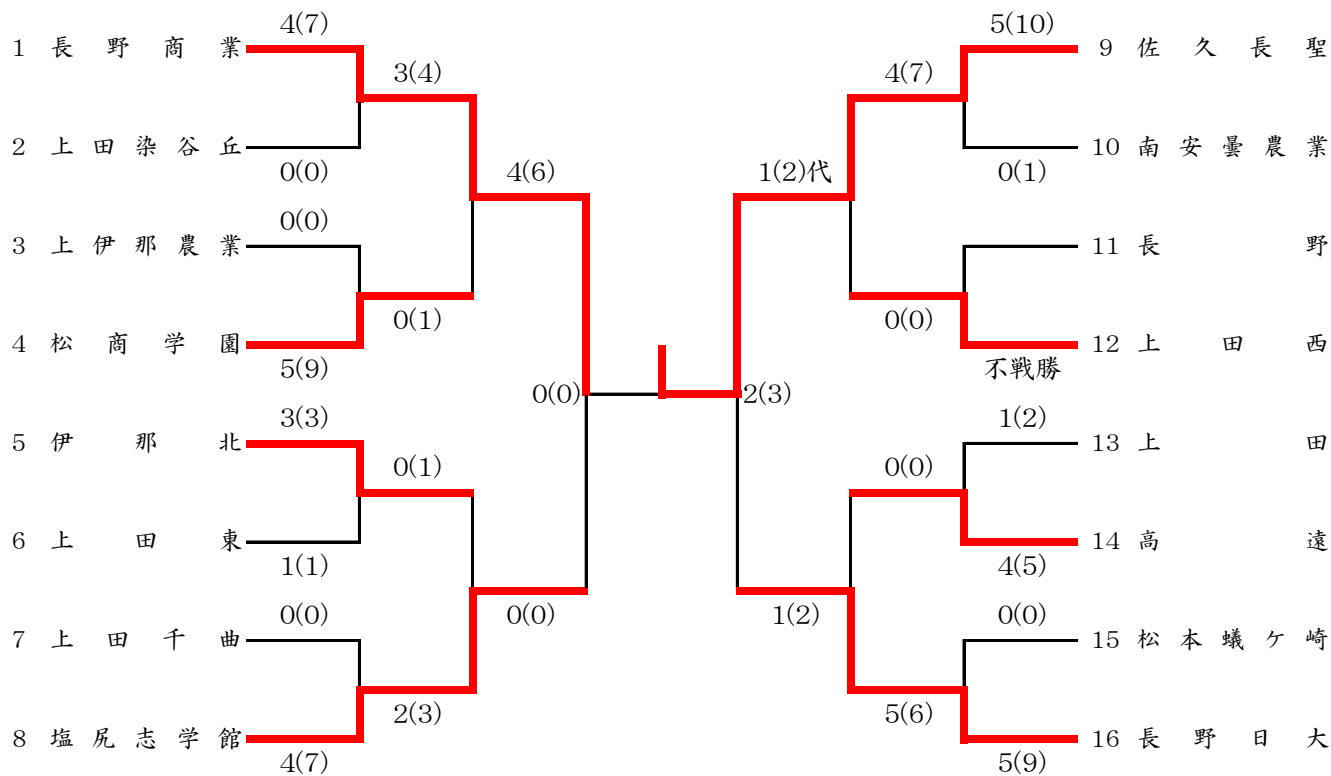 4(7)
1 長野商業
3(4)
2 上田染谷丘
0(0)
4(6)
0(0)
3 上伊那農業
0(1)
4 松商学園
5(9)
0(0)
3(3)
5 伊那北
0(1)
6 上田東
1(1)
0(0)
0(0)
7 上田千曲
2(3)
8 塩尻志学館
4(7)
5(10)
9 佐久長聖
4(7)
10 南安曇農業
0(1)
1(2)代
11 長野
0(0)
12 上田西
不戦勝
2(3)
1(2)
13 上田
0(0)
14 高遠
4(5)
1(2)
0(0)
15 松本蟻ケ崎
5(6)
16 長野日大
5(9)